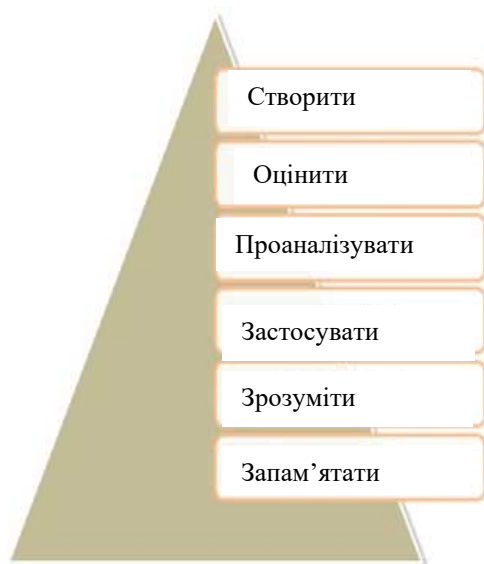 Створити
Оцінити
Проаналізувати
Застосувати
Зрозуміти
Запам’ятати